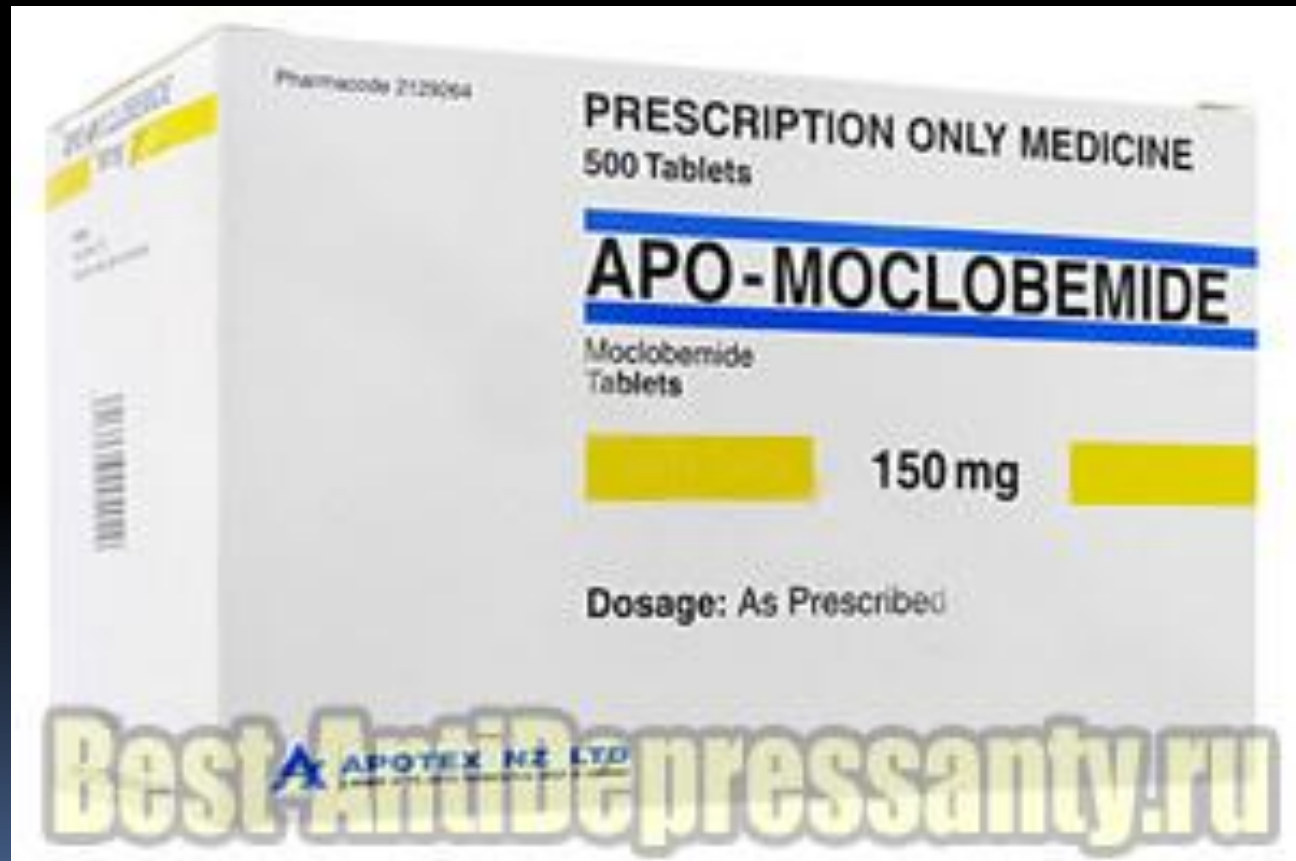 Pharmacode 2129064
PRESCRIPTION ONLY MEDICINE
500 Tablets
APO-MOCLOBEMIDE
Moclobemide
Tablets
150 mg
Dosage: As Prescribed
APOTEX NZ LTD
Best-AntiDepressanty.ru